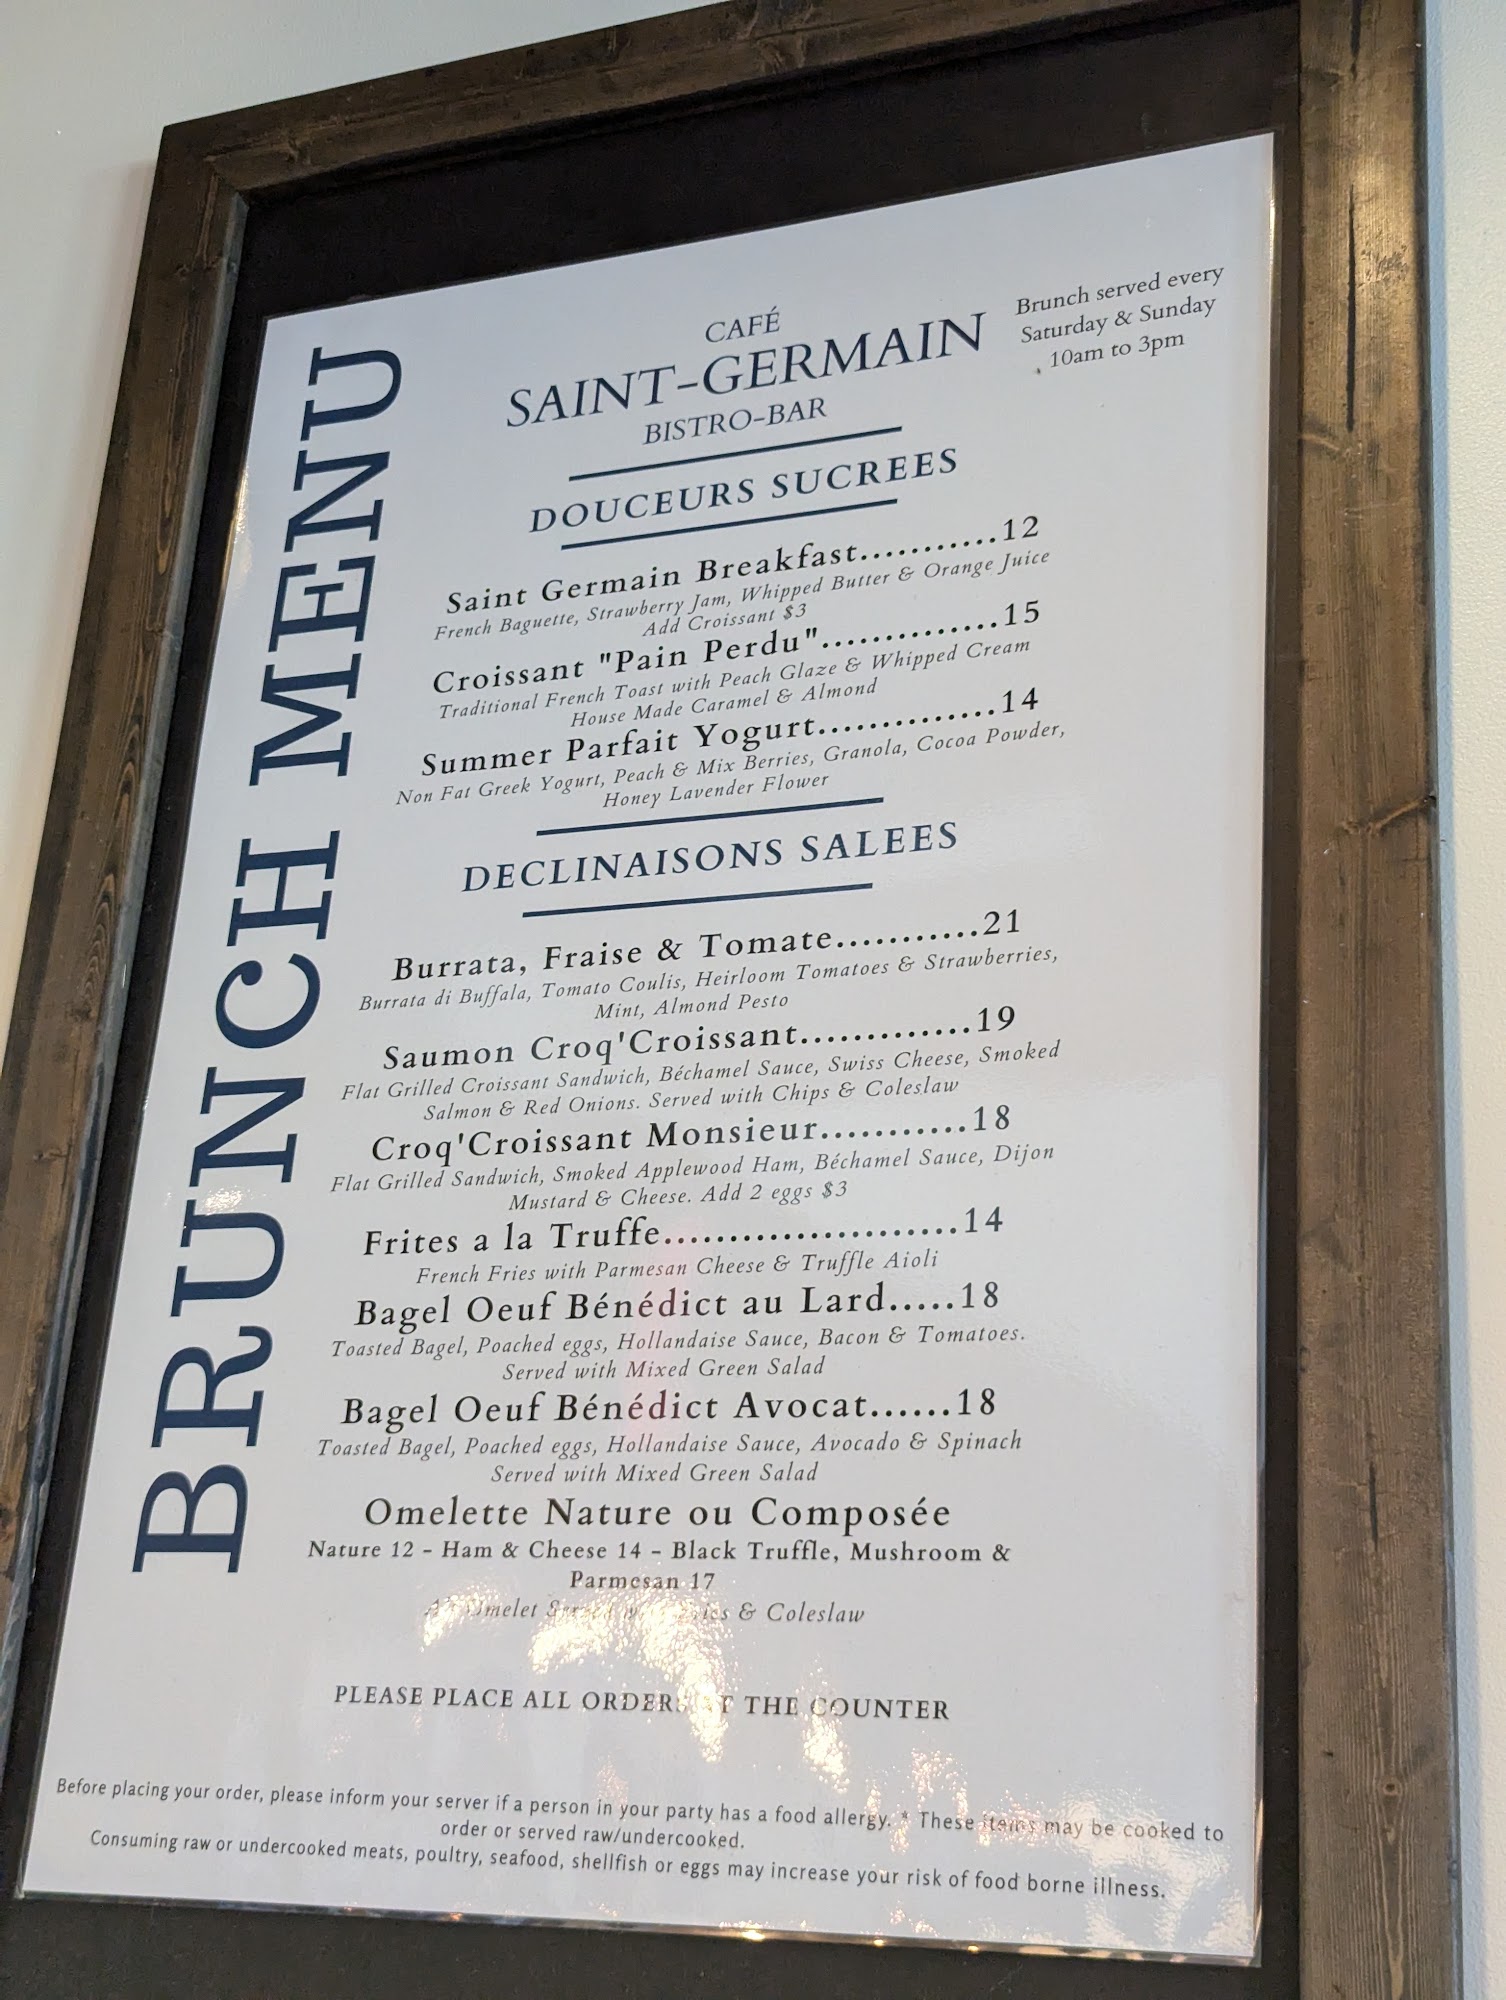 BRUNCH MENU
CAFÉ
SAINT-GERMAIN
BISTRO-BAR
Brunch served every
Saturday & Sunday
10am to 3pm
DOUCEURS SUCREES
Saint Germain Breakfast...........12
French Baguette, Strawberry Jam, Whipped Butter & Orange Juice
Add Croissant $3
Croissant "Pain Perdu"..............15
Traditional French Toast with Peach Glaze & Whipped Cream
House Made Caramel & Almond
Summer Parfait Yogurt..............14
Non Fat Greek Yogurt, Peach & Mix Berries, Granola, Cocoa Powder,
Honey Lavender Flower
DECLINAISONS SALEES
Burrata, Fraise & Tomate...........21
Burrata di Buffala, Tomato Coulis, Heirloom Tomatoes & Strawberries,
Mint, Almond Pesto
Saumon Croq'Croissant.............19
Flat Grilled Croissant Sandwich, Béchamel Sauce, Swiss Cheese, Smoked
Salmon & Red Onions. Served with Chips & Coleslaw
Croq'Croissant Monsieur...........18
Flat Grilled Sandwich, Smoked Applewood Ham, Béchamel Sauce, Dijon
Mustard & Cheese. Add 2 eggs $3
Frites a la Truffe.......................14
French Fries with Parmesan Cheese & Truffle Aioli
Bagel Oeuf Bénédict au Lard.....18
Toasted Bagel, Poached eggs, Hollandaise Sauce, Bacon & Tomatoes.
Served with Mixed Green Salad
Bagel Oeuf Bénédict Avocat......18
Toasted Bagel, Poached eggs, Hollandaise Sauce, Avocado & Spinach
Served with Mixed Green Salad
Omelette Nature ou Composée
Nature 12 - Ham & Cheese 14 - Black Truffle, Mushroom &
Parmesan 17
Omelet Served & Coleslaw
PLEASE PLACE ALL ORDERS AT THE COUNTER
Before placing your order, please inform your server if a person in your party has a food allergy. * These items may be cooked to
order or served raw/undercooked.
Consuming raw or undercooked meats, poultry, seafood, shellfish or eggs may increase your risk of food borne illness.